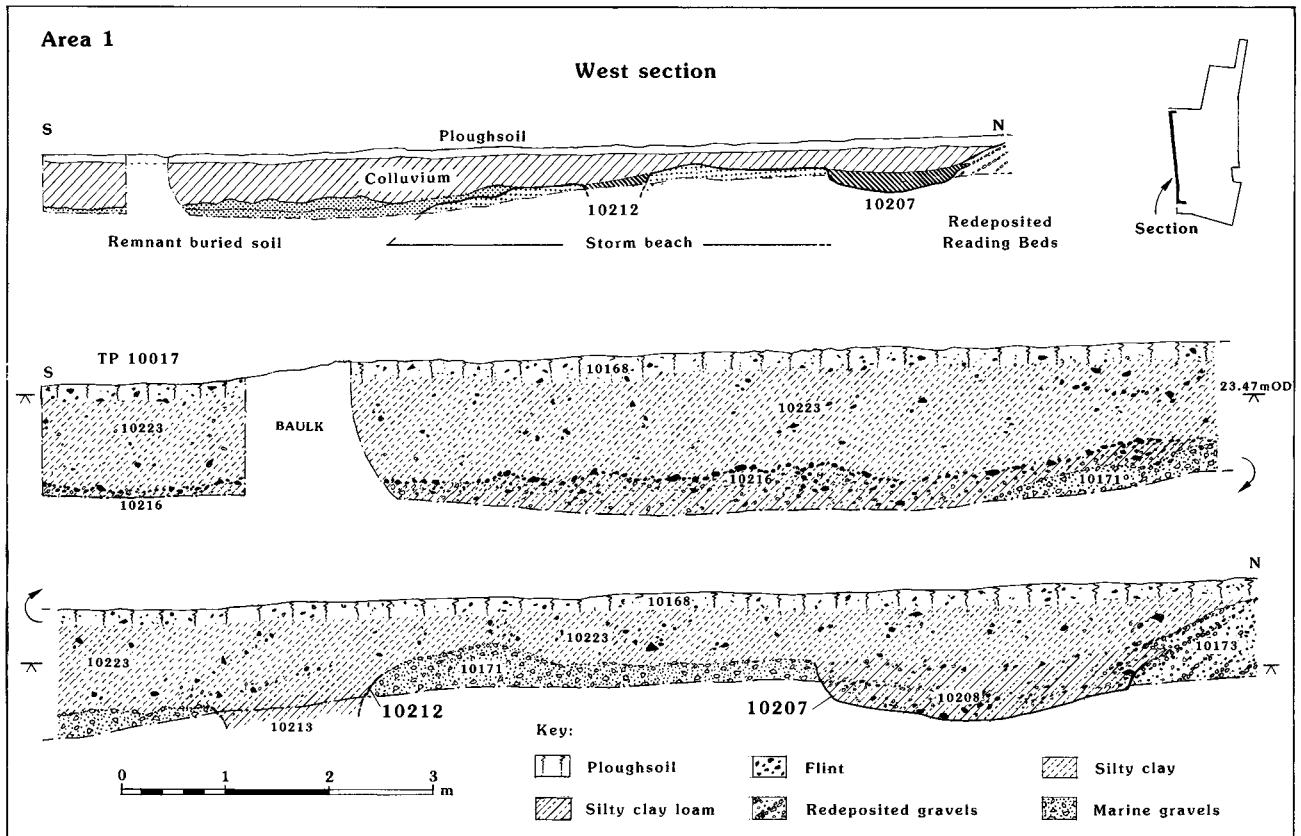 Area 1
West section
S
Ploughsoil
N
Colluvium
10212
10207
Remnant buried soil
Storm beach
Redeposited
Reading Beds
Section
S
TP 10017
10168
23.47mOD
10223
10223
BAULK
10216
10216
10171
N
10168
10223
10223
10171
10173
10208
10212
10207
10213
Key:
0 1 2 3
m
Ploughsoil
Flint
Silty clay
Silty clay loam
Redeposited gravels
Marine gravels